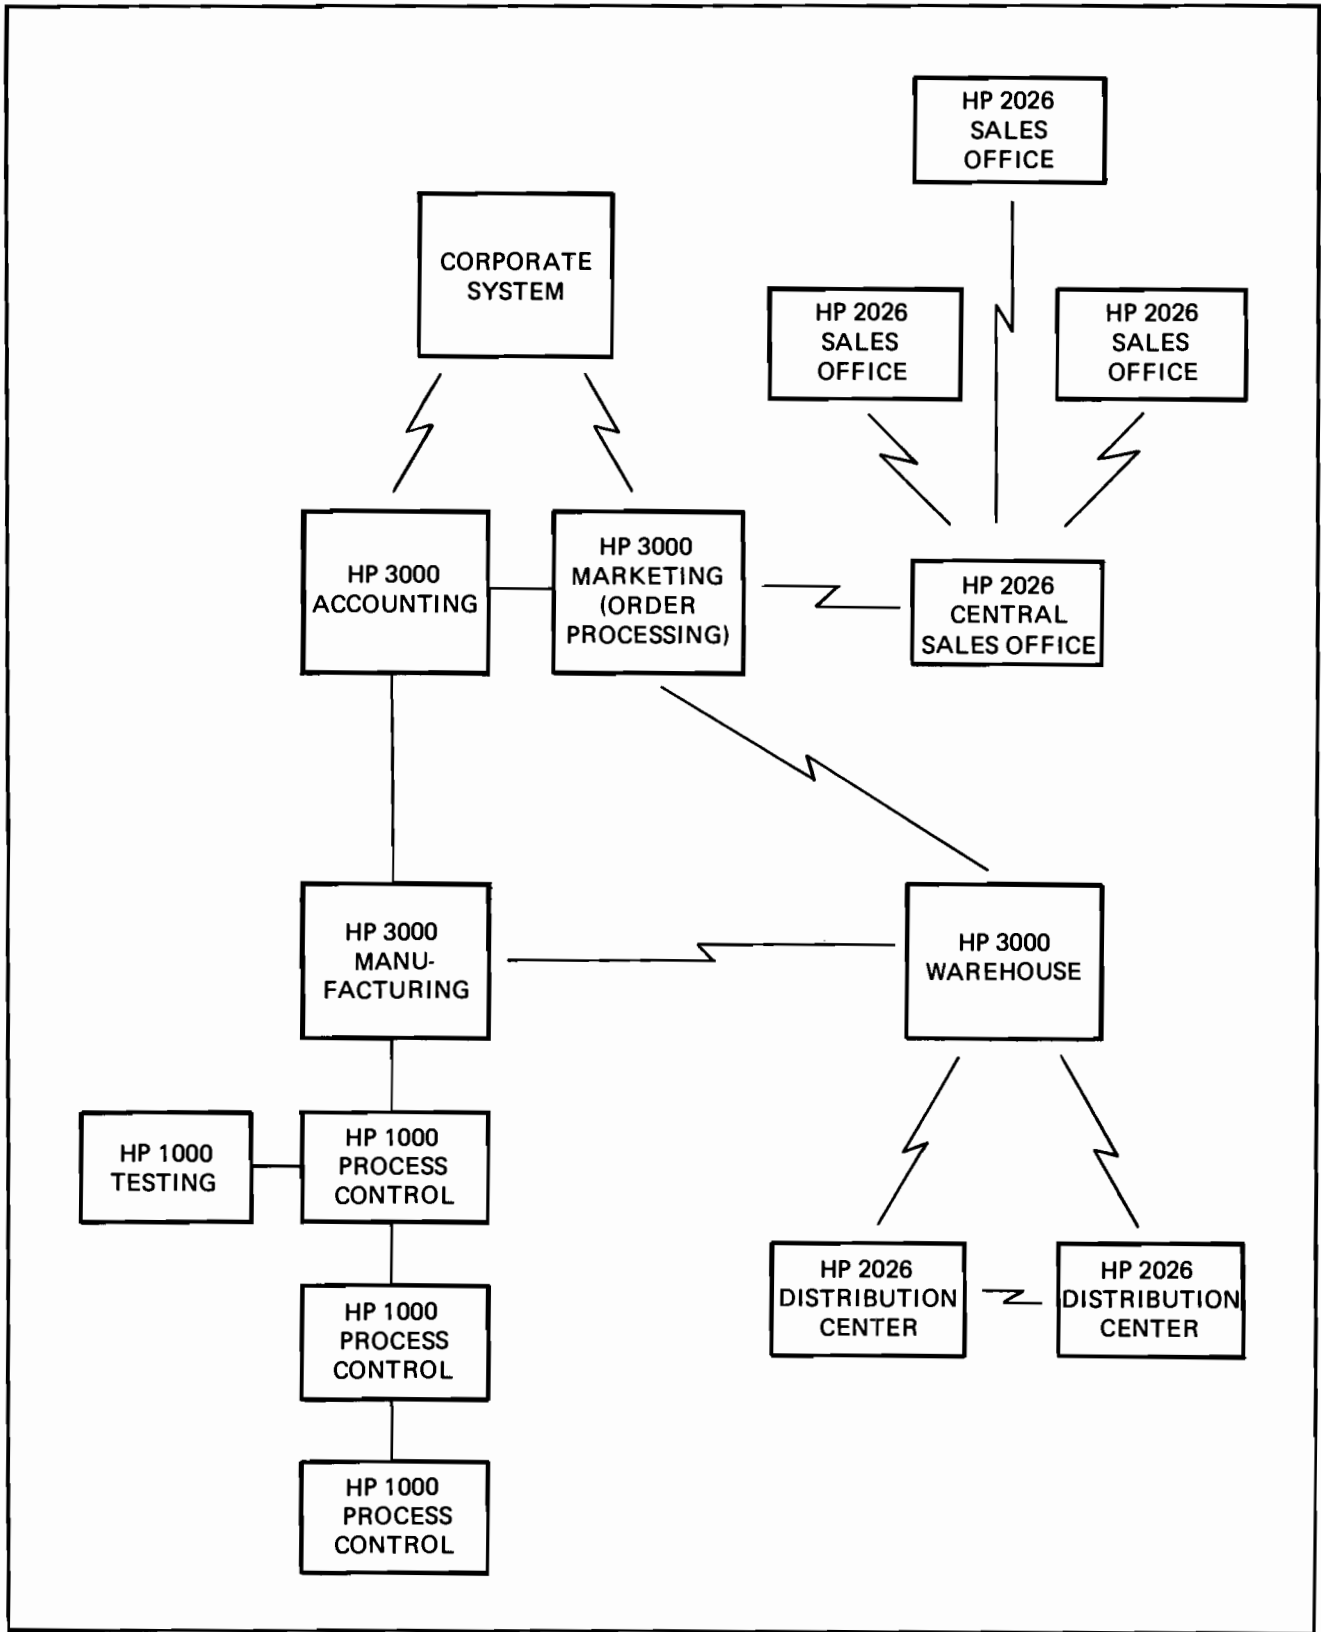 HP 2026
SALES
OFFICE
CORPORATE
SYSTEM
HP 2026
SALES
OFFICE
HP 2026
SALES
OFFICE
HP 3000
ACCOUNTING
HP 3000
MARKETING
(ORDER
PROCESSING)
HP 2026
CENTRAL
SALES OFFICE
HP 3000
MANU-
FACTURING
HP 3000
WAREHOUSE
HP 1000
TESTING
HP 1000
PROCESS
CONTROL
HP 2026
DISTRIBUTION
CENTER
HP 2026
DISTRIBUTION
CENTER
HP 1000
PROCESS
CONTROL
HP 1000
PROCESS
CONTROL